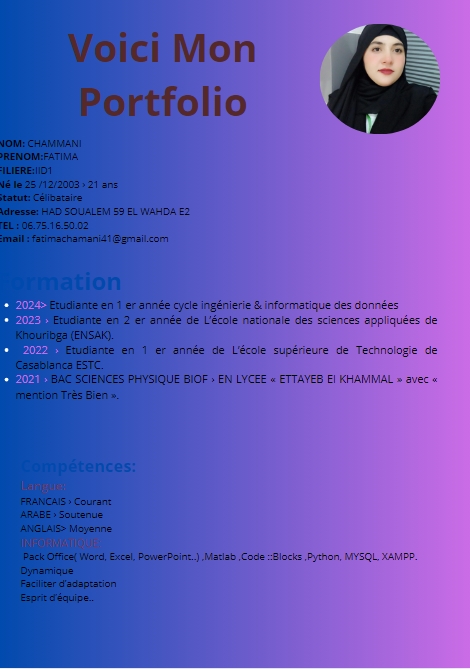 Voici Mon
Portfolio
NOM: CHAMMANI
PRENOM:FATIMA
FILIERE:IID1
Né le 25 /12/2003 › 21 ans
Statut: Célibataire
Adresse: HAD SOUALEM 59 EL WAHDA E2
TEL : 06.75.16.50.02
Email : fatimachamani41@gmail.com
Formation
2024> Etudiante en 1 er année cycle ingénierie & informatique des données
2023 › Etudiante en 2 er année de L'école nationale des sciences appliquées de
Khouribga (ENSAK).
2022 › Etudiante en 1 er année de L'école supérieure de Technologie de
Casablanca ESTC.
2021 › BAC SCIENCES PHYSIQUE BIOF › EN LYCEE « ETTAYEB El KHAMMAL » avec «
mention Très Bien ».
Compétences:
Langue:
FRANCAIS › Courant
ARABE › Soutenue
ANGLAIS> Moyenne
INFORMATIQUE
Pack Office( Word, Excel, PowerPoint..) ,Matlab ,Code ::Blocks ,Python, MYSQL, XAMPP.
Dynamique
Faciliter d'adaptation
Esprit d'équipe..